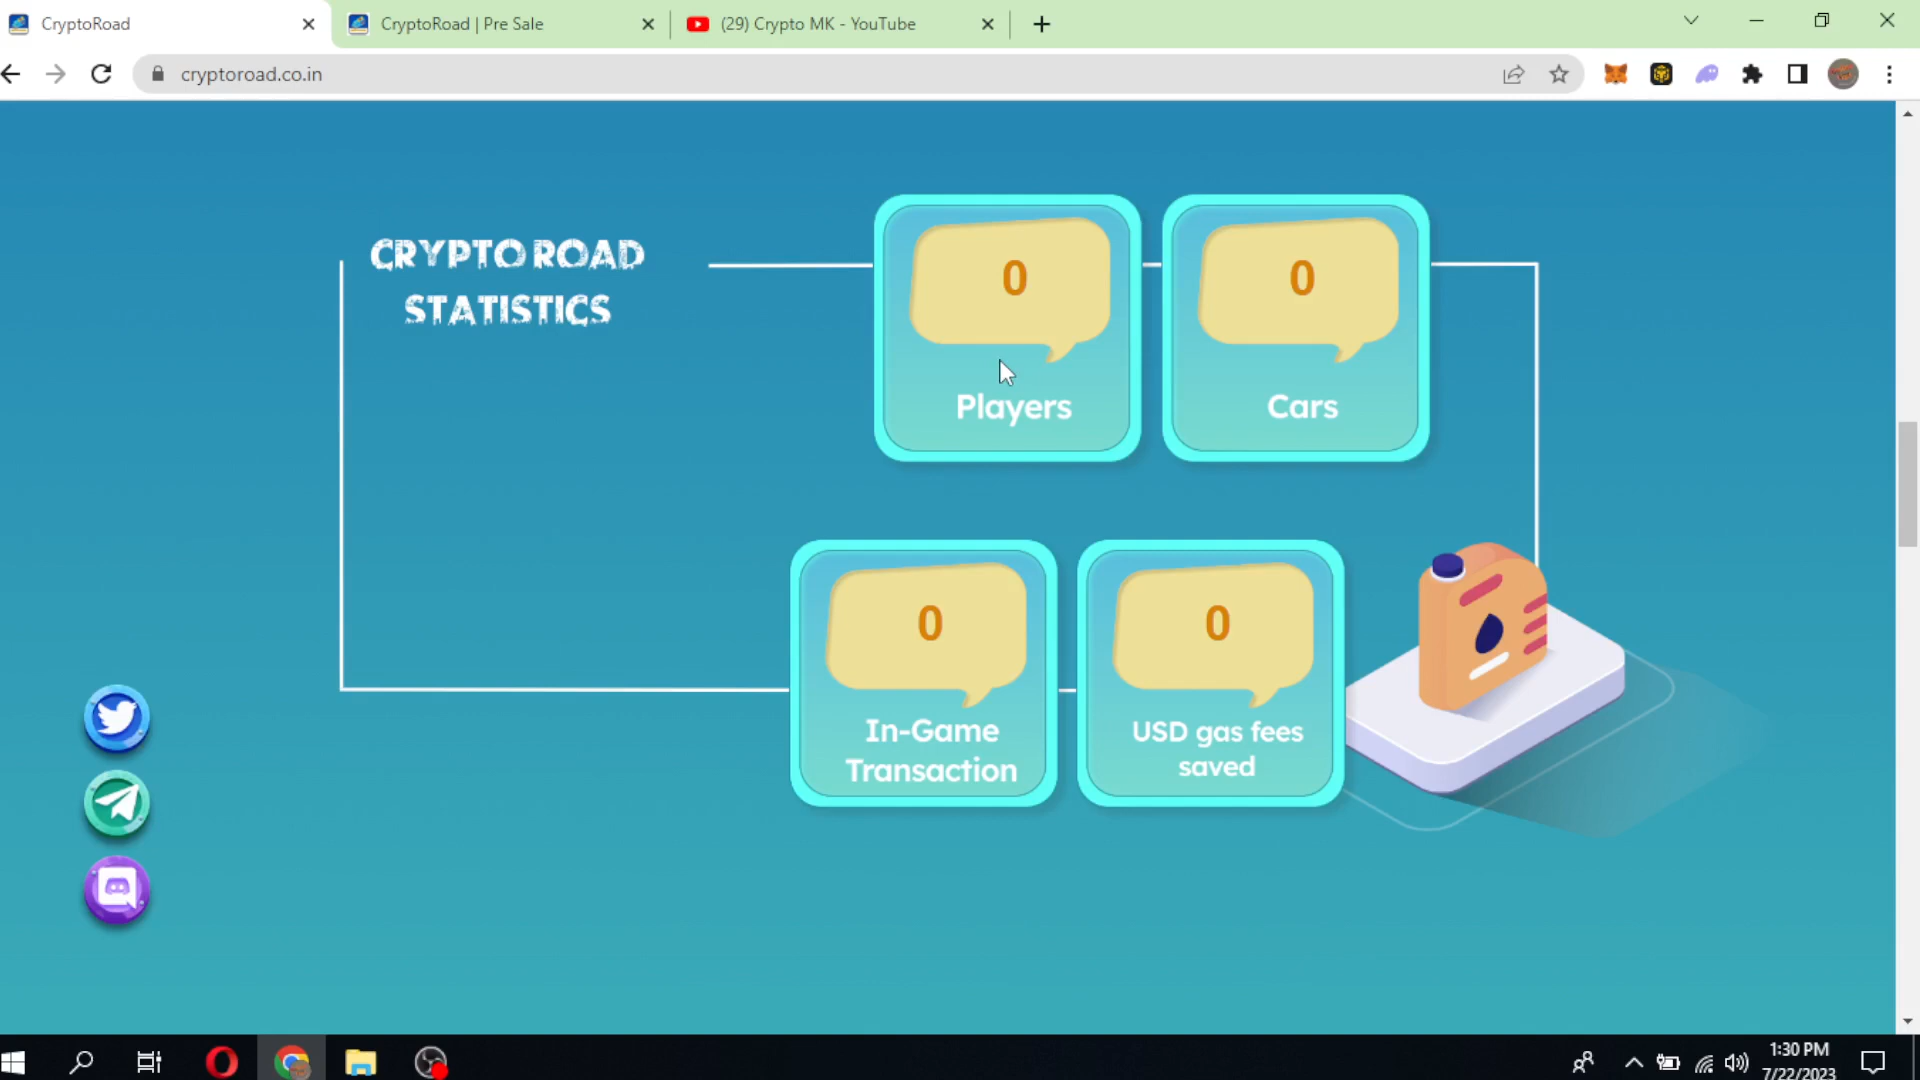 CryptoRoad
CryptoRoad | Pre Sale
(29) Crypto MK - YouTube
cryptoroad.co.in
CRYPTO ROAD
STATISTICS
0
Players
0
Cars
0
In-Game
Transaction
0
USD gas fees
saved
1:30 PM
7/22/2023